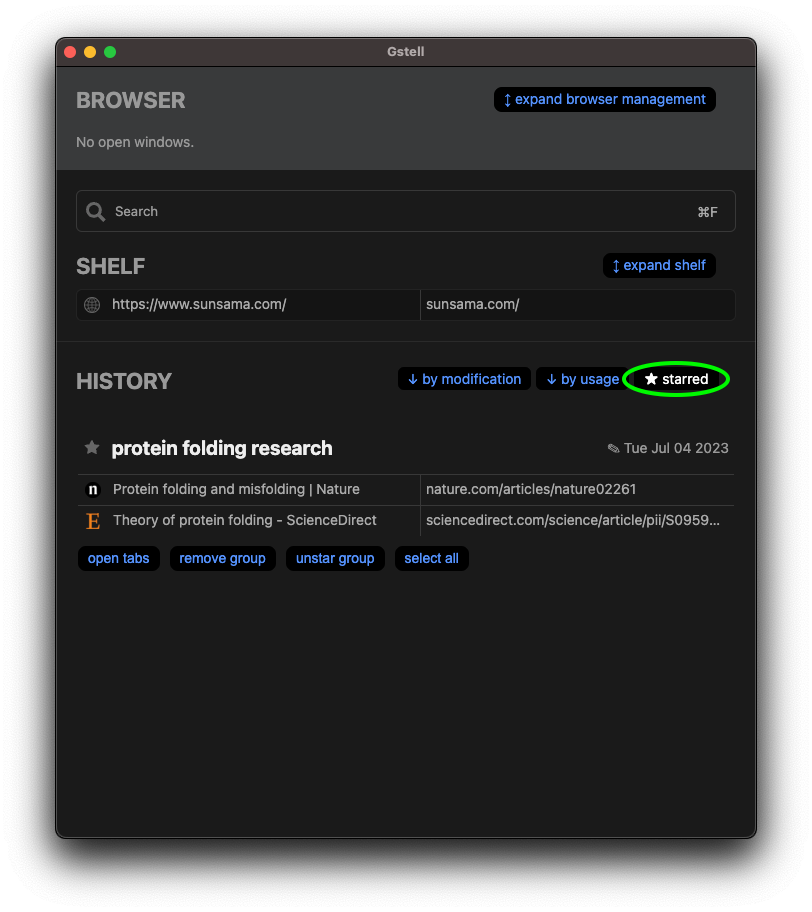 Gstell
BROWSER
↕ expand browser management
No open windows.
Search
⌘F
SHELF
↕ expand shelf
https://www.sunsama.com/
sunsama.com/
HISTORY
↓ by modification
↓ by usage
★ starred
★ protein folding research
✎ Tue Jul 04 2023
n
Protein folding and misfolding | Nature
nature.com/articles/nature02261
E
Theory of protein folding - ScienceDirect
sciencedirect.com/science/article/pii/S0959...
open tabs
remove group
unstar group
select all